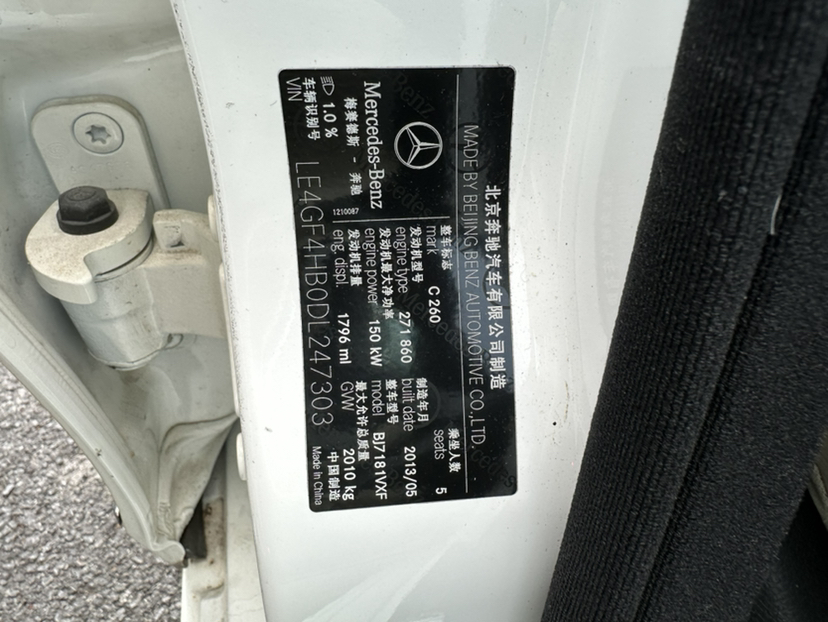 北京奔驰汽车有限公司制造
MADE BY BEIJING BENZ AUTOMOTIVE CO.,LTD.
整车标志 mark C 260 乘坐人数 seats 5
发动机型号 engine type 271 860 制造年月 built date 2013/05
发动机最大净功率 engine power 150 kW 整车型号 model BJ7181VXF
发动机排量 eng. displ. 1796 ml 最大允许总质量 GVW 2010 kg
Mercedes-Benz
梅赛德斯 - 奔驰
1210087
1.0 %
中国制造
Made in China
车辆识别号
VIN LE4GF4HB0DL247303